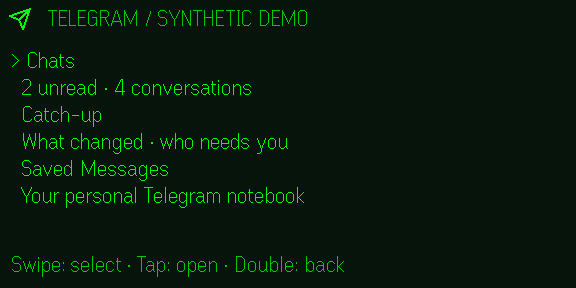 TELEGRAM / SYNTHETIC DEMO
> Chats
2 unread · 4 conversations
Catch-up
What changed · who needs you
Saved Messages
Your personal Telegram notebook
Swipe: select · Tap: open · Double: back